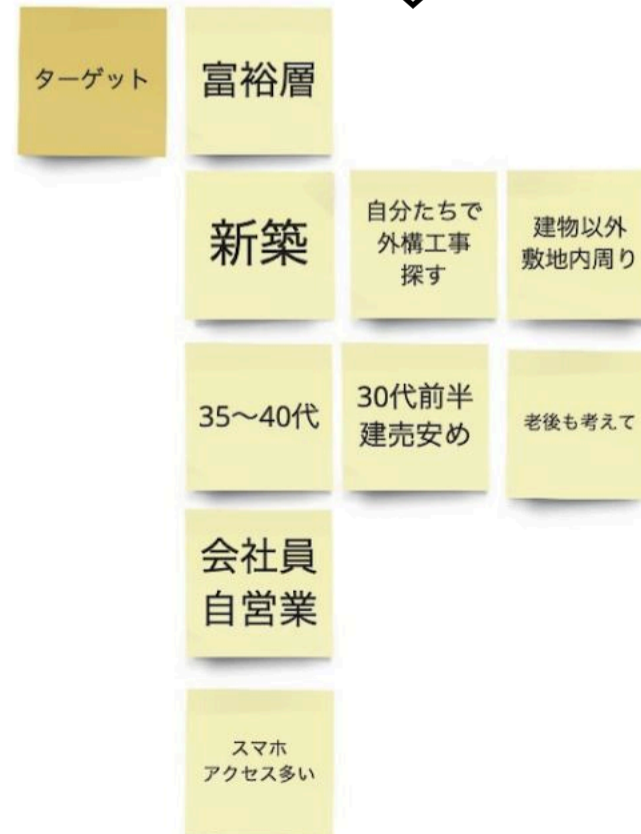 ターゲット
富裕層
新築
自分たちで
外構工事
探す
建物以外
敷地内周り
35〜40代
30代前半
建売安め
老後も考えて
会社員
自営業
スマホ
アクセス多い